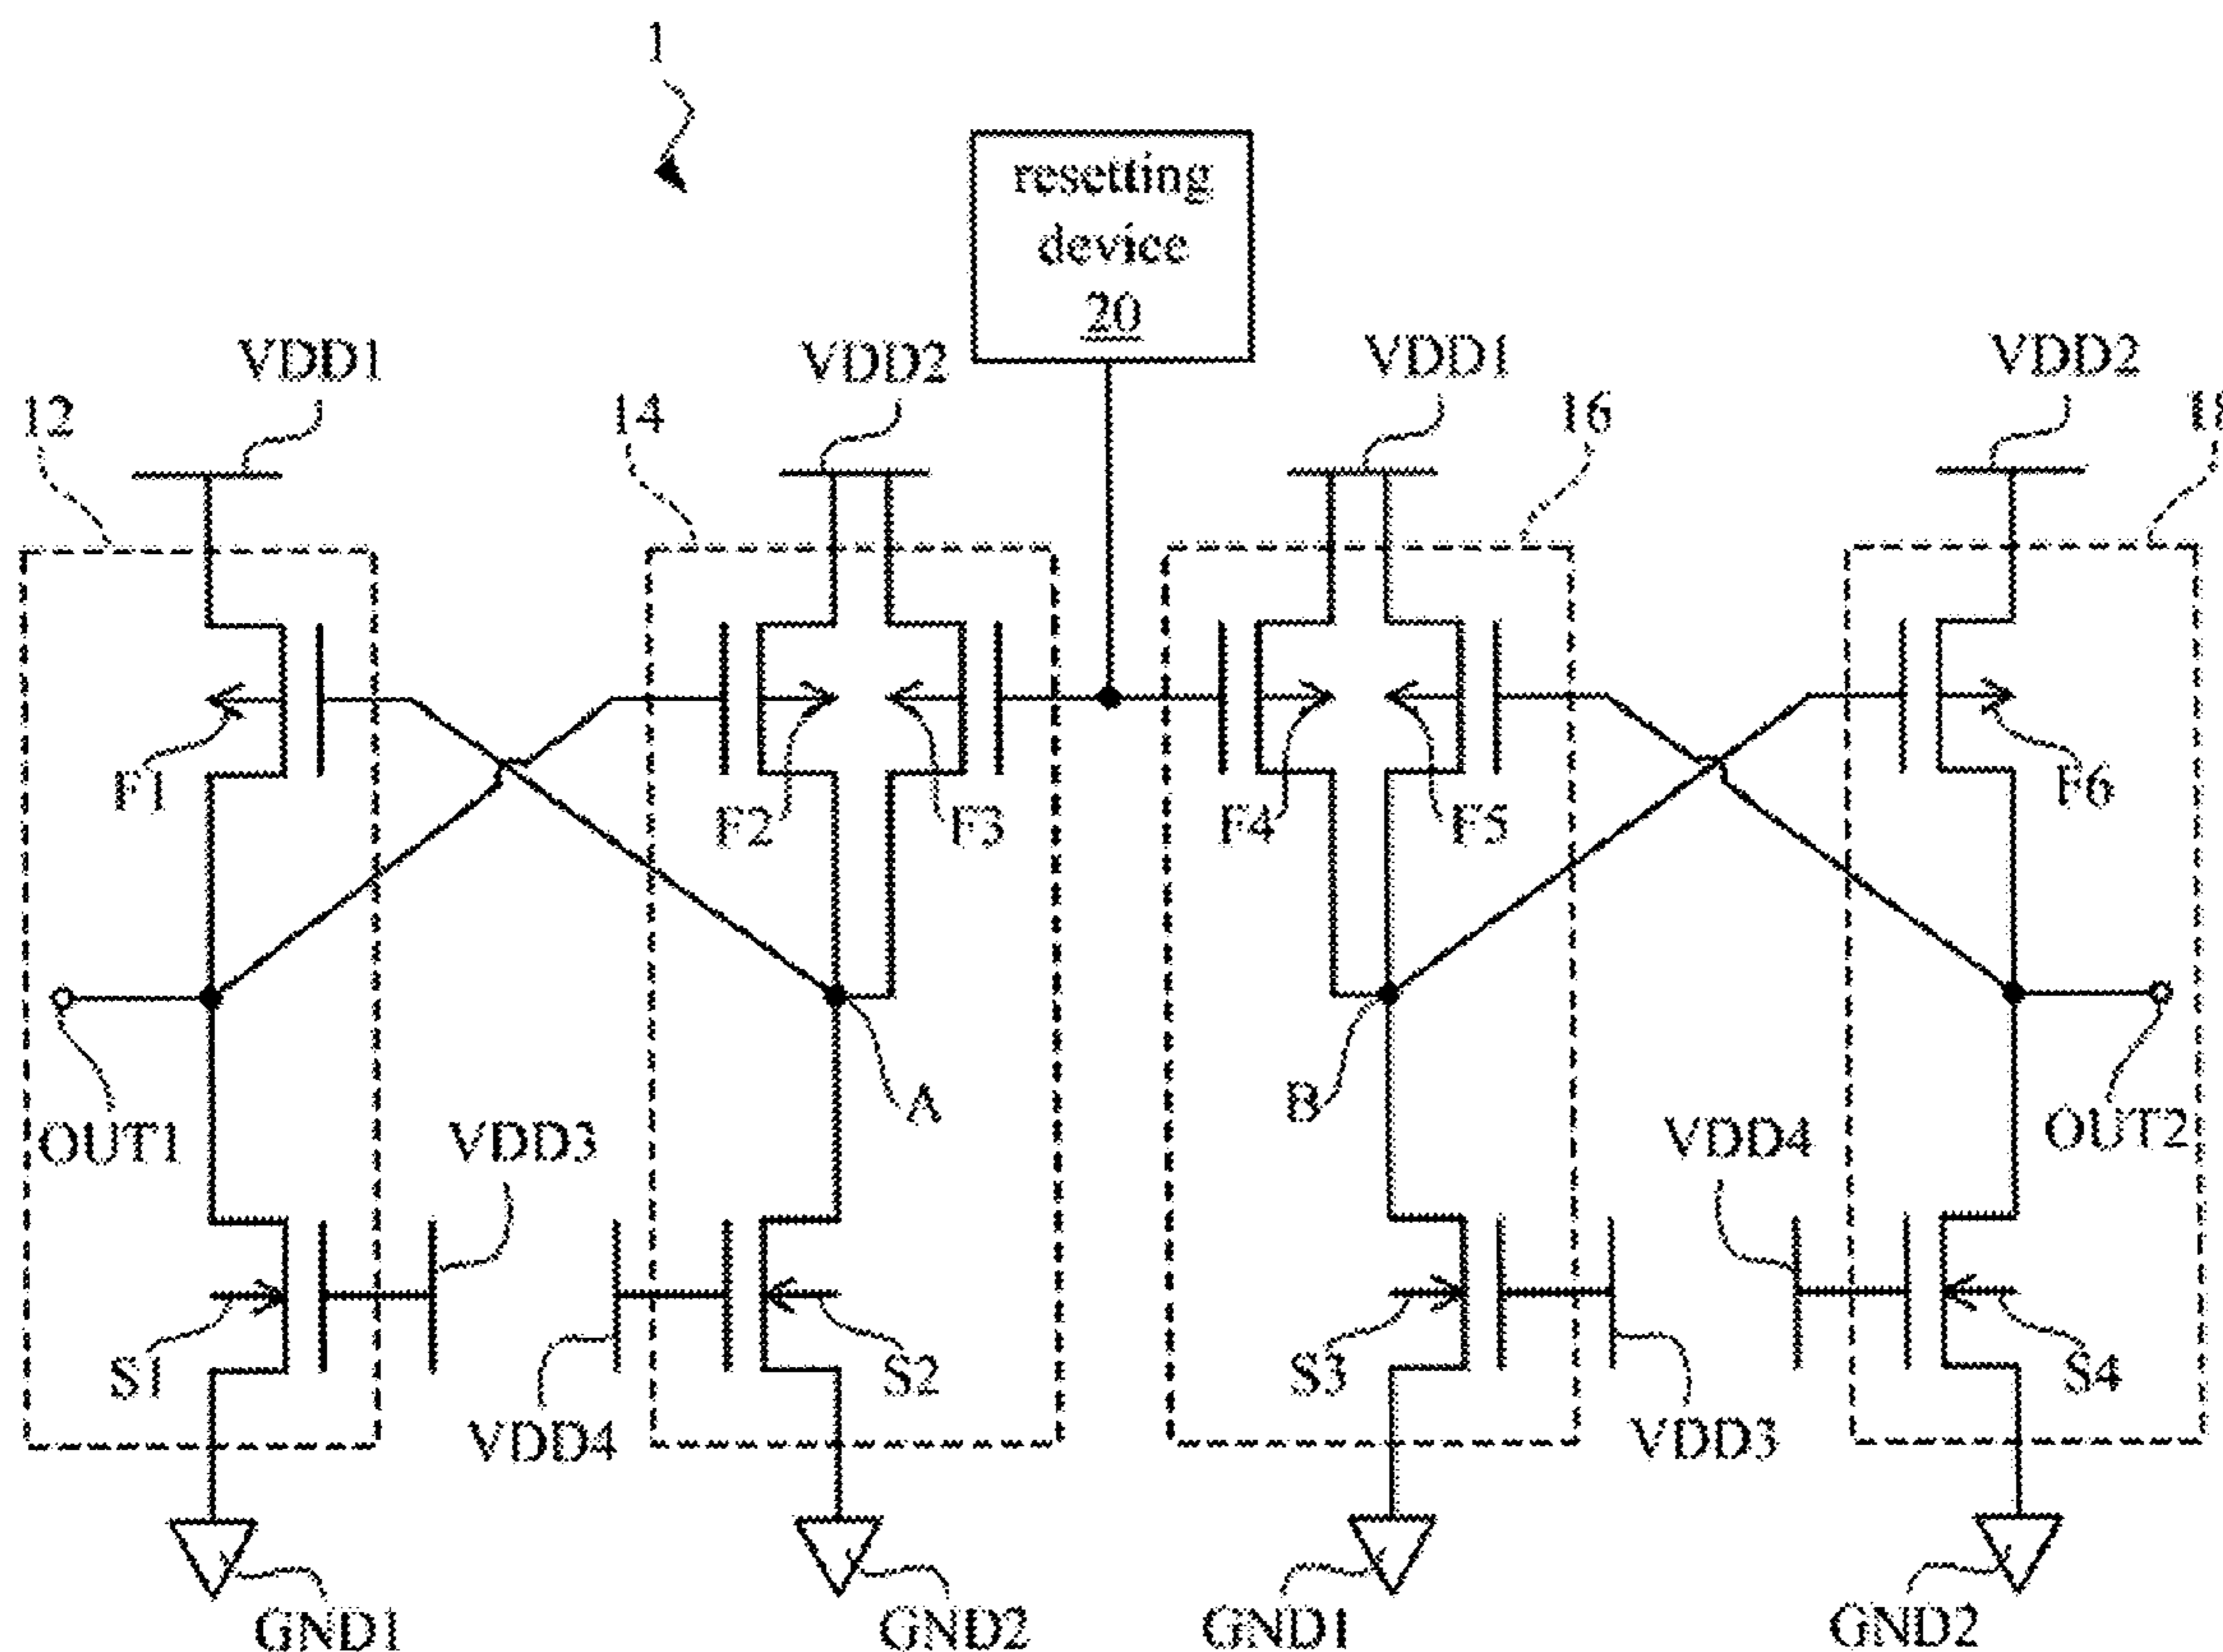 1
resetting
device
20
VDD1
VDD2
VDD1
VDD2
12
14
16
F1
F2
F3
F4
F5
F6
OUT1
VDD3
A
B
VDD4
OUT2
S1
VDD4
S2
S3
VDD3
S4
GND1
GND2
GND1
GND2